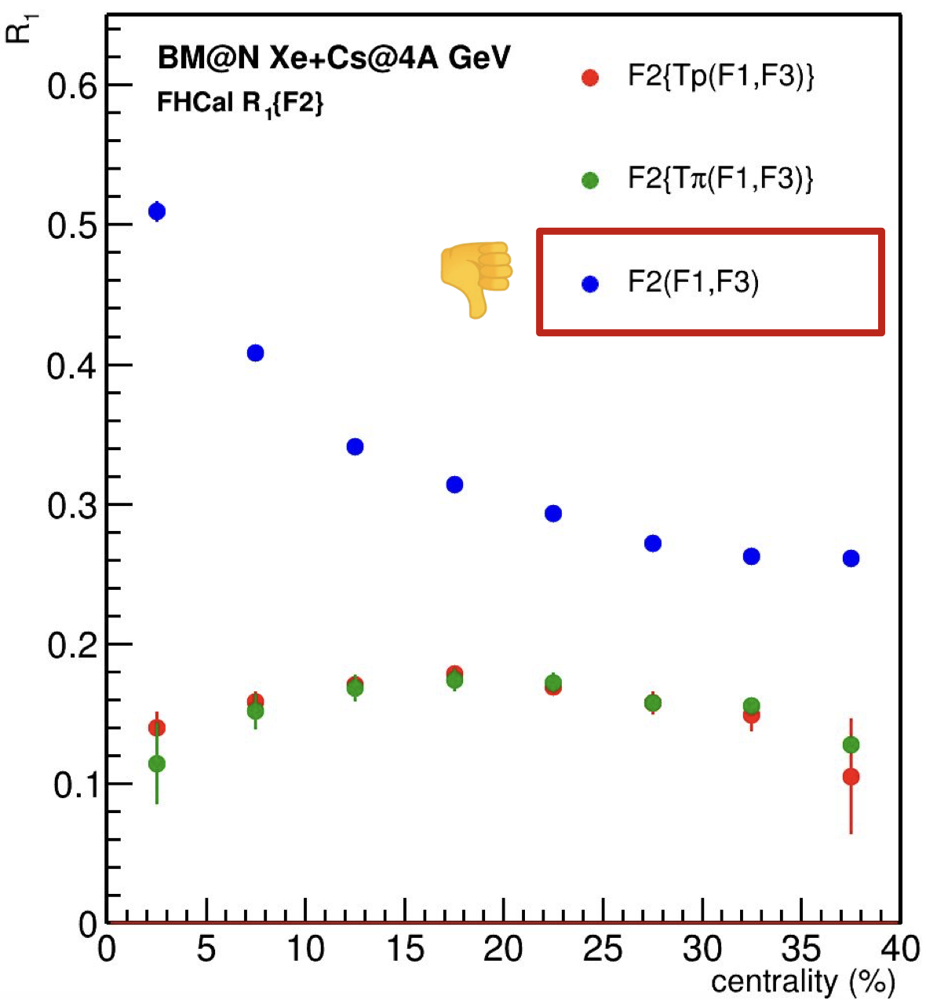 R₁
BM@N Xe+Cs@4A GeV
FHCal R₁{F2}
F2{Tp(F1,F3)}
F2{Tπ(F1,F3)}
F2(F1,F3)
0.6
0.5
0.4
0.3
0.2
0.1
0
0 5 10 15 20 25 30 35 40
centrality (%)